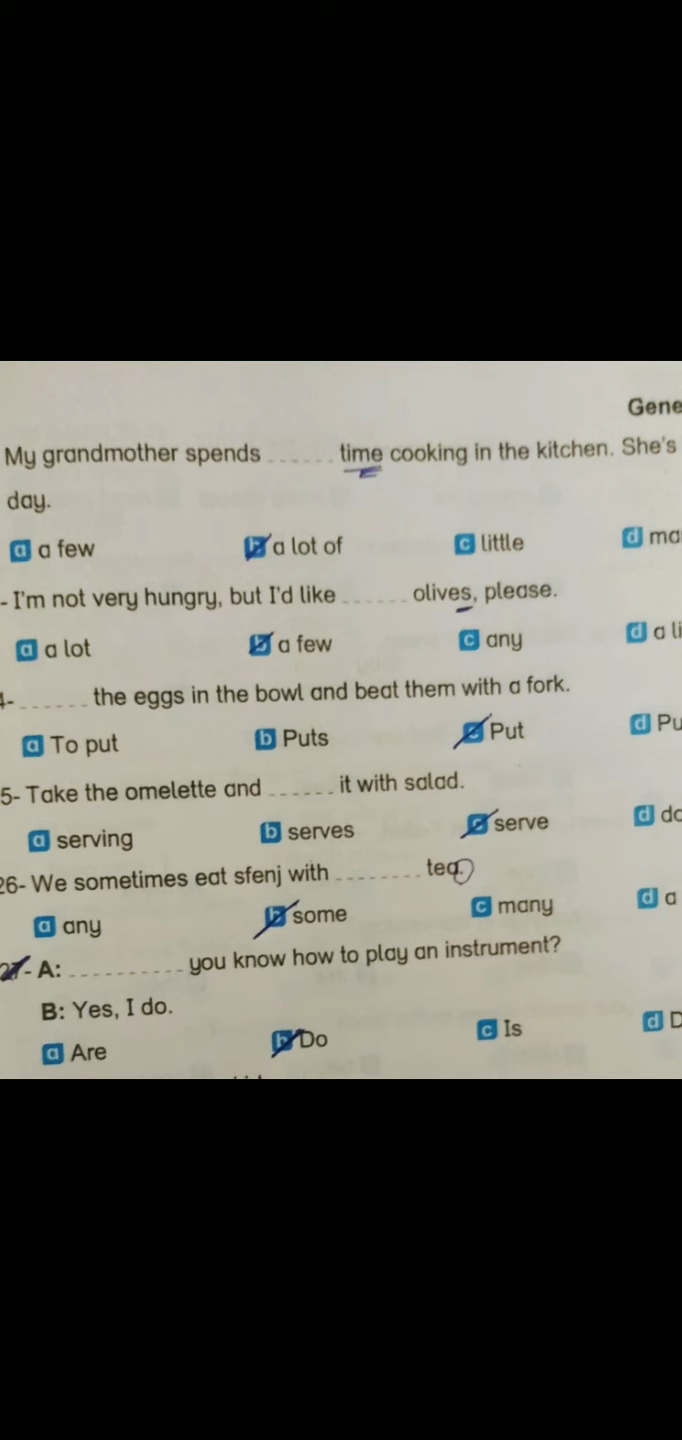 Gene
My grandmother spends ...... time cooking in the kitchen. She's
day.
a a few b a lot of c little d ma
- I'm not very hungry, but I'd like ...... olives, please.
a a lot b a few c any d a li
4- ...... the eggs in the bowl and beat them with a fork.
a To put b Puts c Put d Pu
5- Take the omelette and ...... it with salad.
a serving b serves c serve d do
26- We sometimes eat sfenj with ........ tea.
a any b some c many d a
27- A: .......... you know how to play an instrument?
B: Yes, I do.
a Are b Do c Is d D